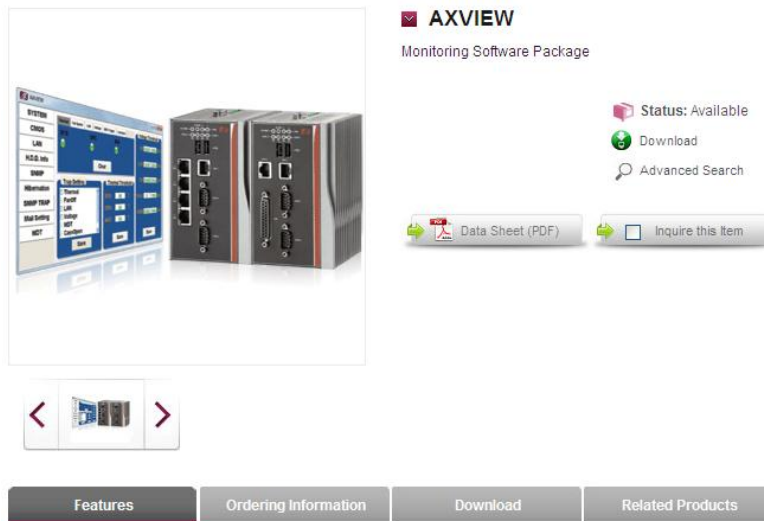 AXVIEW
Monitoring Software Package
Status: Available
Download
Advanced Search
Data Sheet (PDF)
Inquire this Item
AXVIEW
SYSTEM
CMOS
LAN
H.D.D. Info
SNMP
Hibernation
SNMP TRAP
Mail Setting
WDT
Features
Ordering Information
Download
Related Products